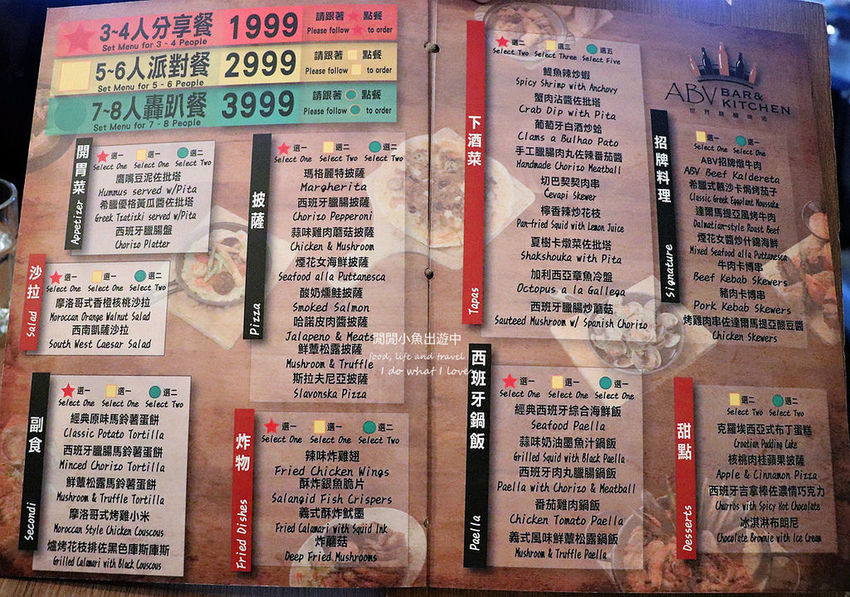 3~4人分享餐 1999 請跟著 點餐
Set Menu for 3 - 4 People Please follow to order
5~6人派對餐 2999 請跟著 點餐
Set Menu for 5 - 6 People Please follow to order
7~8人轟趴餐 3999 請跟著 點餐
Set Menu for 7 - 8 People Please follow to order
開胃菜 Appetizer
選一 選一 選二
Select One Select One Select Two
鷹嘴豆泥佐批塔
Hummus served w/Pita
希臘優格黃瓜醬佐批塔
Greek Tzatiki served w/Pita
西班牙臘腸盤
Chorizo Platter
沙拉 Salad
選一 選一 選二
Select One Select One Select Two
摩洛哥式香橙核桃沙拉
Moroccan Orange Walnut Salad
西南凱薩沙拉
South West Caesar Salad
副食 Secondi
選一 選一 選二
Select One Select One Select Two
經典原味馬鈴薯蛋餅
Classic Potato Tortilla
西班牙臘腸馬鈴薯蛋餅
Minced Chorizo Tortilla
鮮蕈松露馬鈴薯蛋餅
Mushroom & Truffle Tortilla
摩洛哥式烤雞小米
Moroccan Style Chicken Couscous
爐烤花枝排佐黑色庫斯庫斯
Grilled Calamari with Black Couscous
披薩 Pizza
選一 選二 選二
Select One Select Two Select Two
瑪格麗特披薩
Margherita
西班牙臘腸披薩
Chorizo Pepperoni
蒜味雞肉蘑菇披薩
Chicken & Mushroom
煙花女海鮮披薩
Seafood alla Puttanesca
酸奶燻鮭披薩
Smoked Salmon
哈諾皮肉醬披薩
Jalapeno & Meats
鮮蕈松露披薩
Mushroom & Truffle
斯拉夫尼亞披薩
Slavonska Pizza
炸物 Fried Dishes
選一 選一 選二
Select One Select One Select Two
辣味炸雞翅
Fried Chicken Wings
酥炸銀魚脆片
Salangid Fish Crispers
義式酥炸魷墨
Fried Calamari with Squid Ink
炸蘑菇
Deep Fried Mushrooms
下酒菜 Tapas
選二 選三 選五
Select Two Select Three Select Five
鯷魚辣炒蝦
Spicy Shrimp with Anchovy
蟹肉沾醬佐批塔
Crab Dip with Pita
葡萄牙白酒炒蛤
Clams a Bulhao Pato
手工臘腸肉丸佐辣番茄醬
Handmade Chorizo Meatball
切巴契契肉串
Ćevapi Skewer
檸香辣炒花枝
Pan-fried Squid with Lemon Juice
夏樹卡燉菜佐批塔
Shakshouka with Pita
加利西亞章魚冷盤
Octopus a la Gallega
西班牙臘腸炒蘑菇
Sauteed Mushroom w/ Spanish Chorizo
西班牙鍋飯 Paella
選一 選一 選二
Select One Select One Select Two
經典西班牙綜合海鮮飯
Seafood Paella
蒜味奶油墨魚汁鍋飯
Grilled Squid with Black Paella
西班牙肉丸臘腸鍋飯
Paella with Chorizo & Meatball
番茄雞肉鍋飯
Chicken Tomato Paella
義式風味鮮蕈松露鍋飯
Mushroom & Truffle Paella
ABV BAR & KITCHEN
招牌料理 Signature
選一 選一 選二
Select One Select One Select Two
ABV招牌燉牛肉
ABV Beef Kaldereta
希臘式慕沙卡焗烤茄子
Classic Greek Eggplant Moussaka
達爾馬提亞風烤牛肉
Dalmatian-style Roast Beef
煙花女醬炒什錦海鮮
Mixed Seafood alla Puttanesca
牛肉卡博串
Beef Kebab Skewers
豬肉卡博串
Pork Kebab Skewers
烤雞肉串佐達爾馬提亞酸豆醬
Chicken Skewers
甜點 Desserts
選一 選二
Select One Select Two
克羅埃西亞式布丁蛋糕
Croatian Pudding Cake
核桃肉桂蘋果披薩
Apple & Cinnamon Pizza
西班牙吉拿棒佐濃情巧克力
Churros with Spicy Hot Chocolate
冰淇淋布朗尼
Chocolate Brownie with Ice Cream
閒閒小魚出遊中
food, life and travel
I do what I love